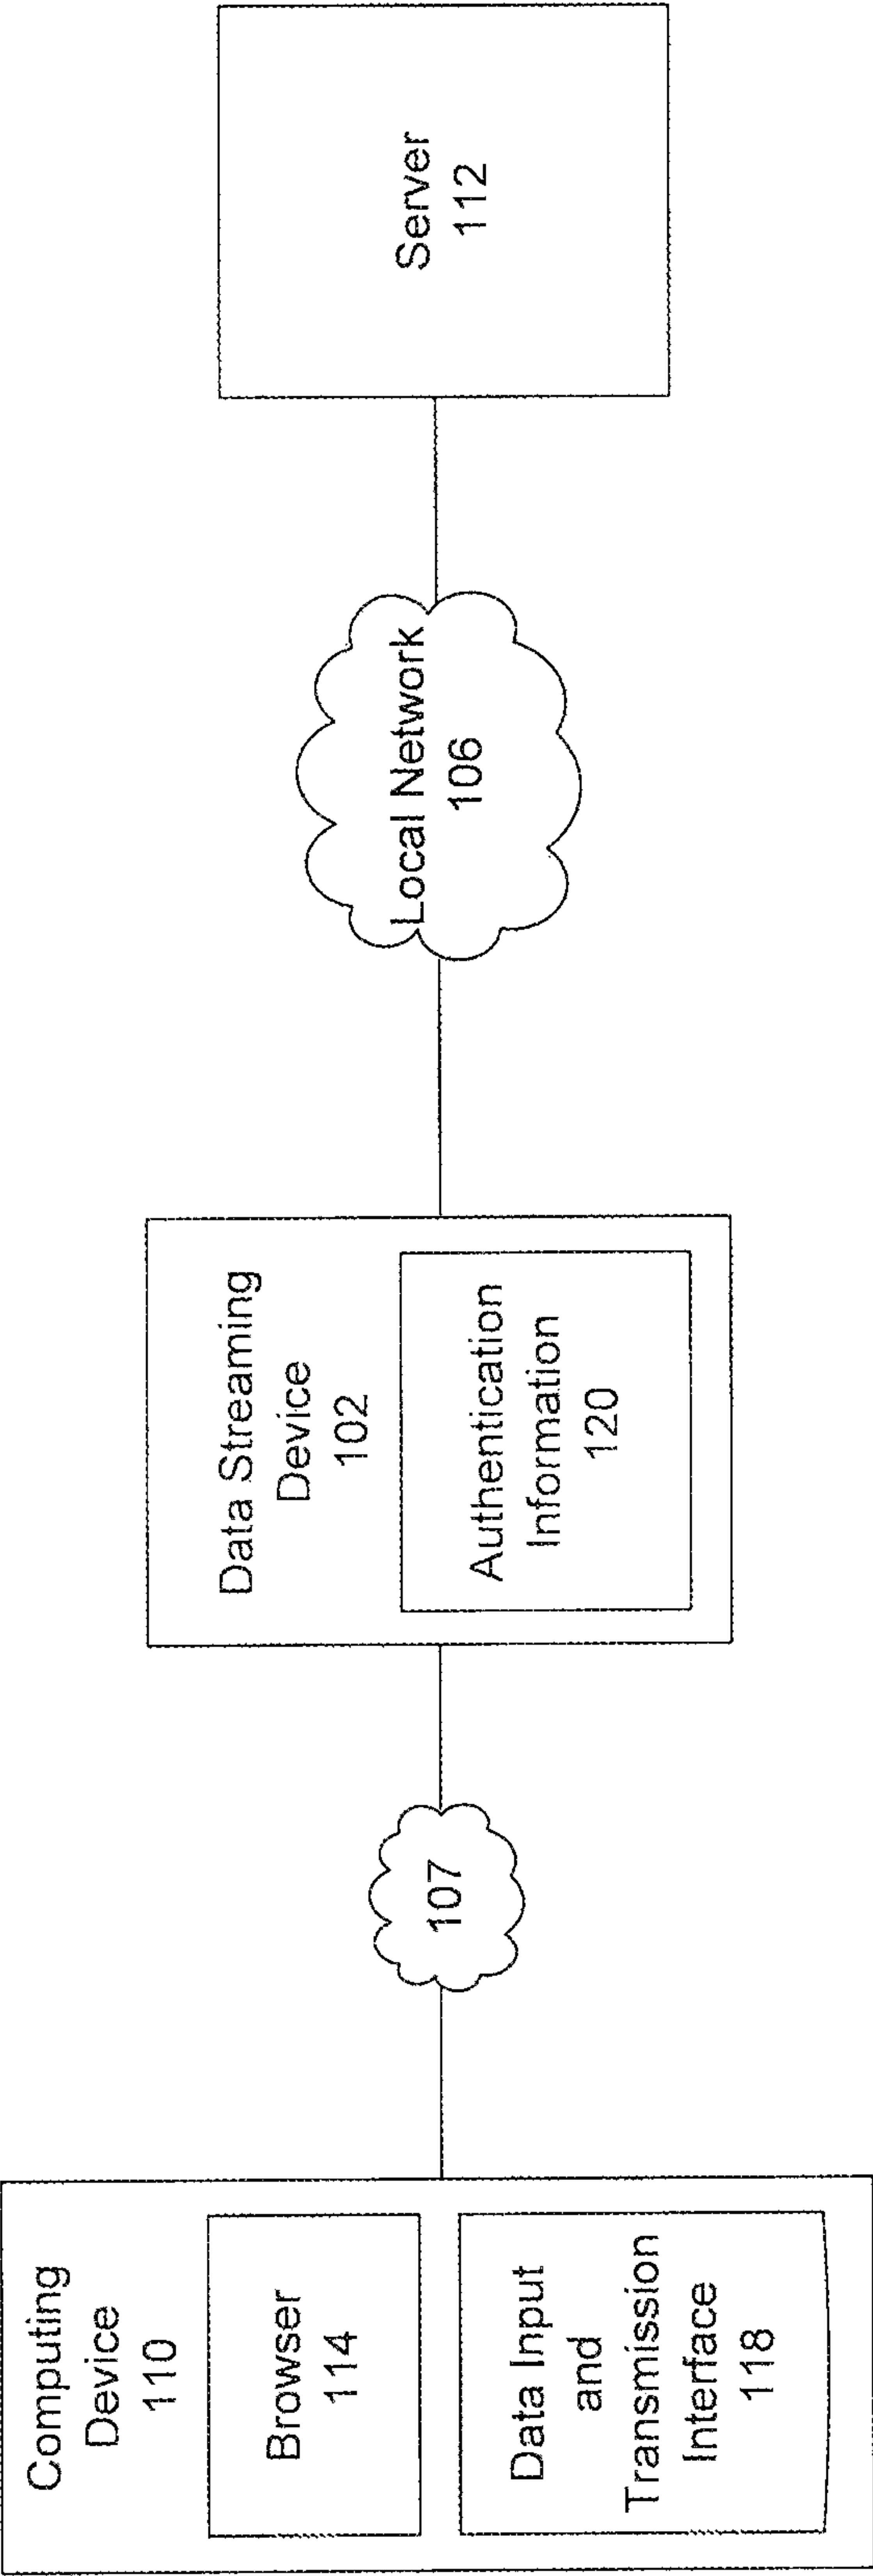 Computing
Device
110
Browser
114
Data Input
and
Transmission
Interface
118
107
Data Streaming
Device
102
Authentication
Information
120
Local Network
106
Server
112